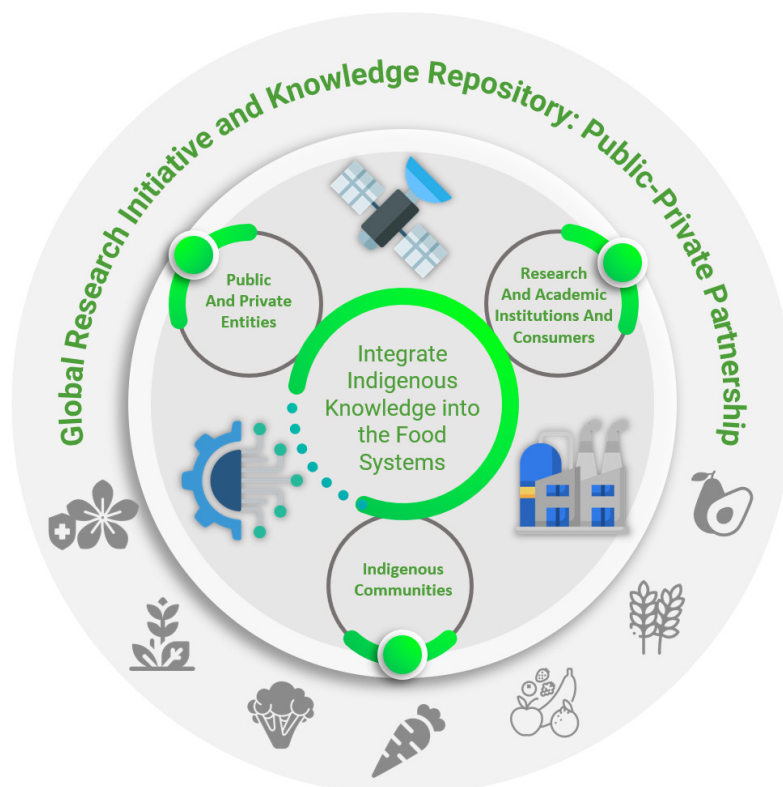 Global Research Initiative and Knowledge Repository: Public-Private Partnership
Public
And Private
Entities
Research
And Academic
Institutions And
Consumers
Integrate
Indigenous
Knowledge into
the Food
Systems
Indigenous
Communities